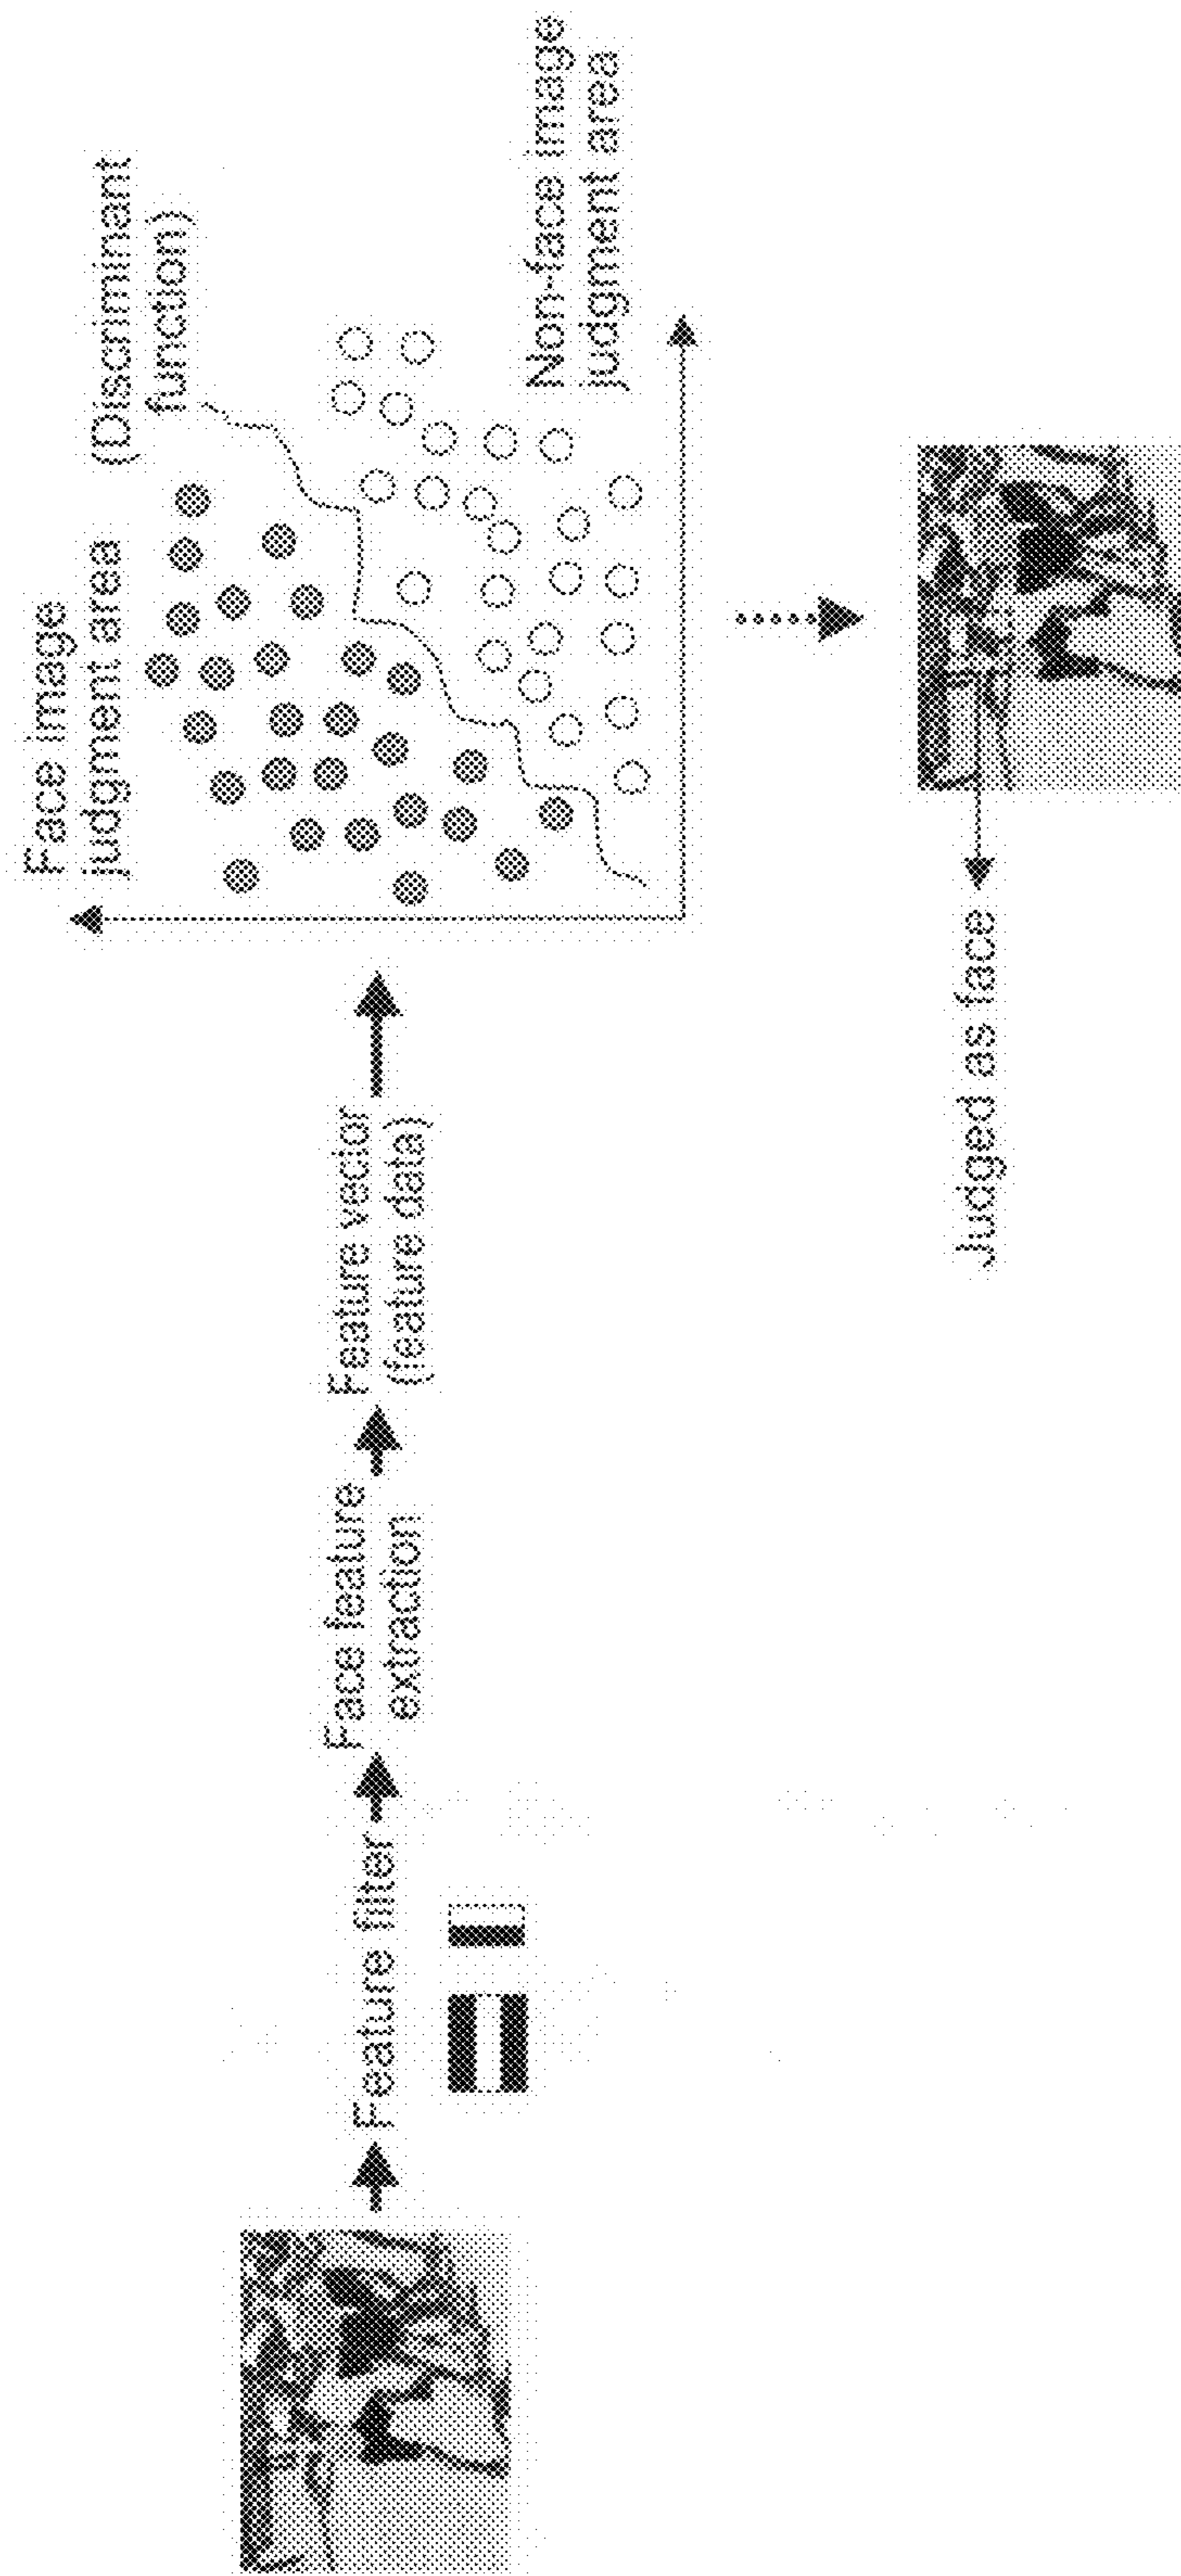 Feature filter
Face feature
extraction
Feature vector
(feature data)
Face image
judgment area
(Discriminant
function)
Non-face image
judgment area
Judged as face